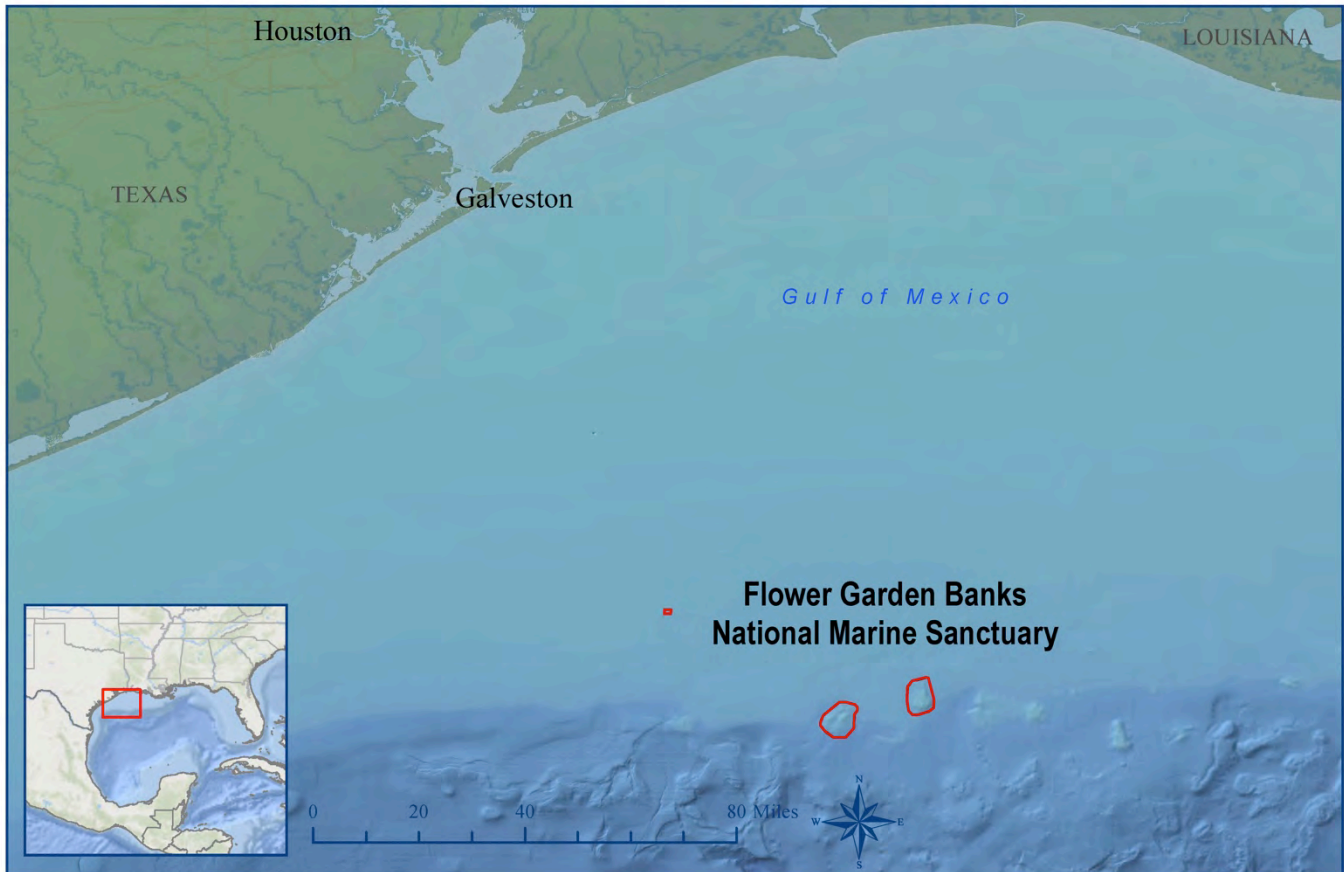 Houston
LOUISIANA
TEXAS
Galveston
Gulf of Mexico
Flower Garden Banks
National Marine Sanctuary
0 20 40 80 Miles
N
W E
S